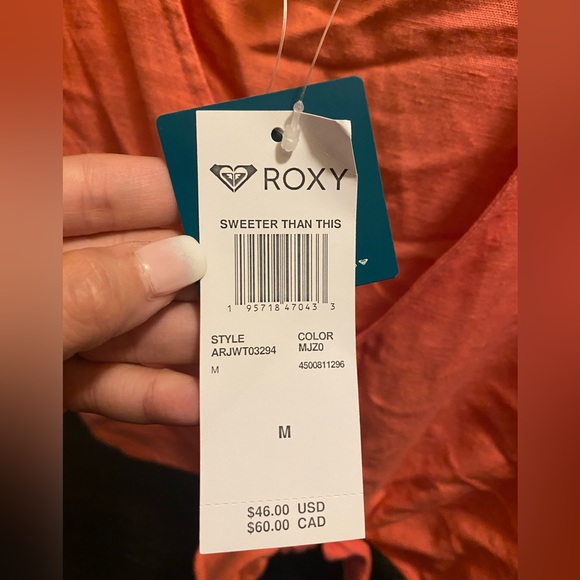 ROXY
SWEETER THAN THIS
1 95718 47043 3
STYLE COLOR
ARJWT03294 MJZ0
M 4500811296
M
$46.00 USD
$60.00 CAD